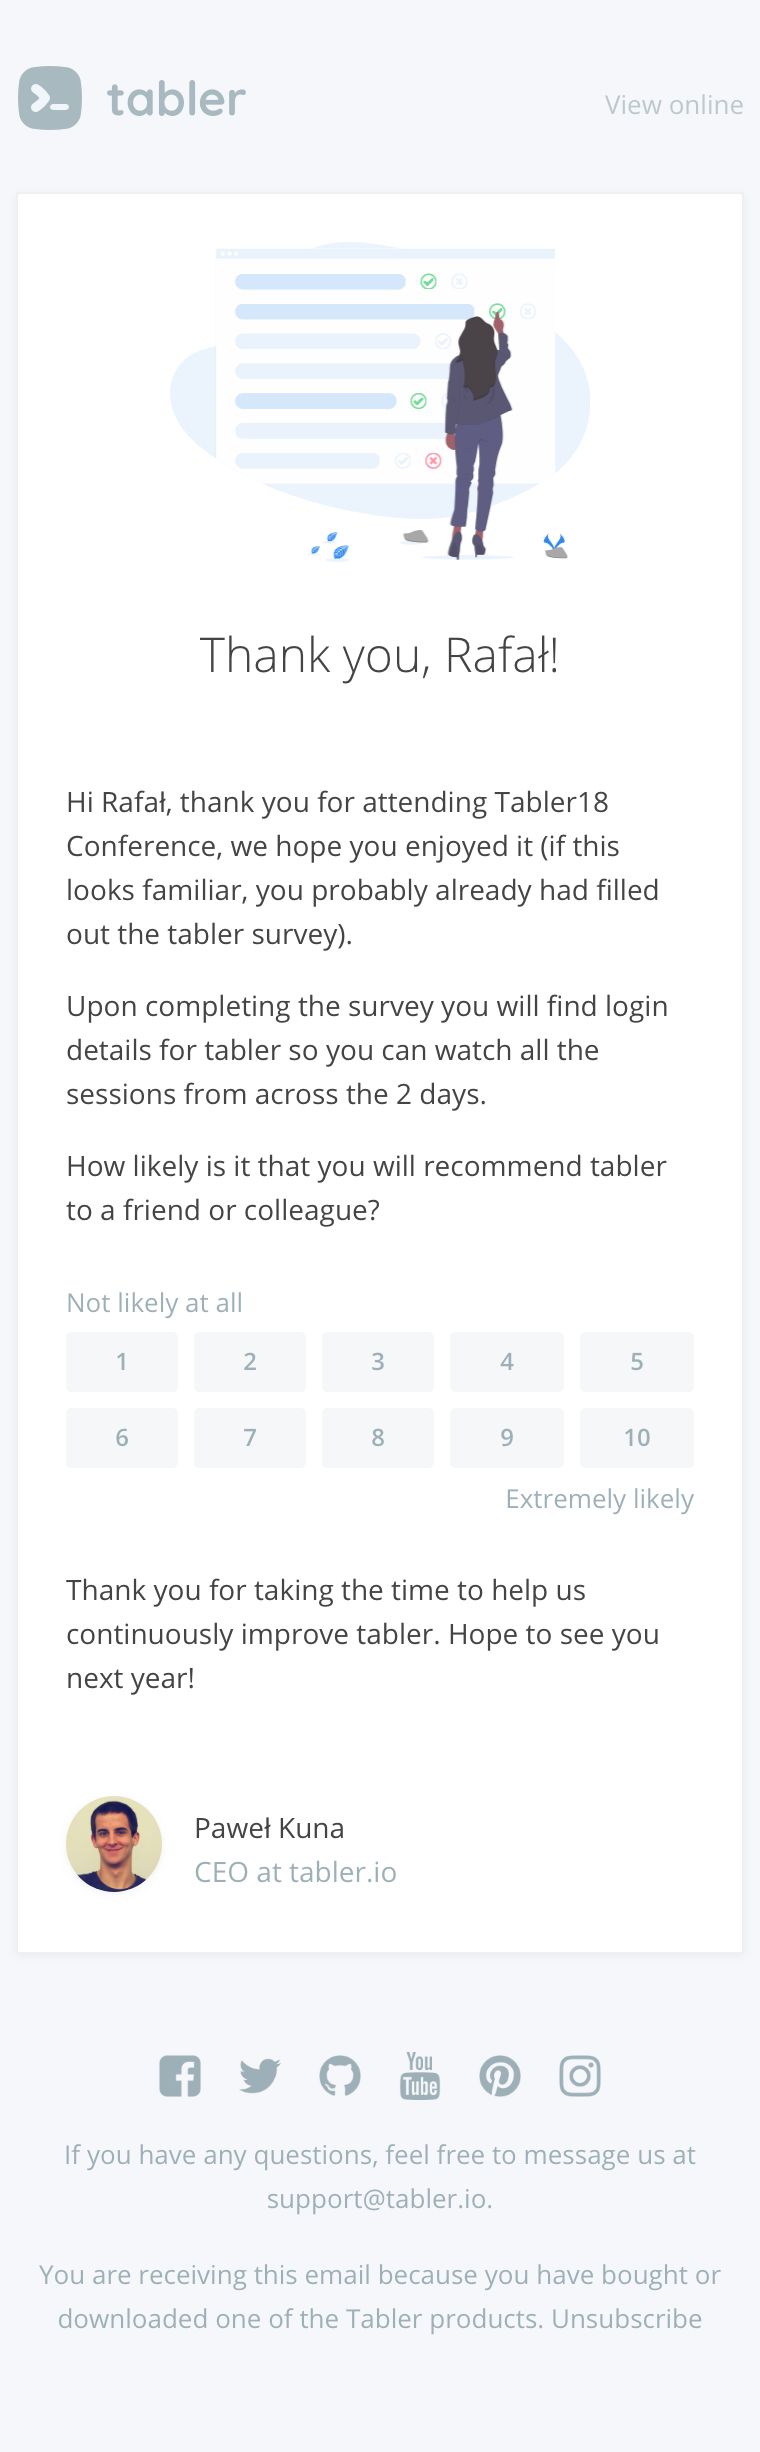 tabler
View online
Thank you, Rafał!
Hi Rafał, thank you for attending Tabler18
Conference, we hope you enjoyed it (if this
looks familiar, you probably already had filled
out the tabler survey).
Upon completing the survey you will find login
details for tabler so you can watch all the
sessions from across the 2 days.
How likely is it that you will recommend tabler
to a friend or colleague?
Not likely at all
1 2 3 4 5
6 7 8 9 10
Extremely likely
Thank you for taking the time to help us
continuously improve tabler. Hope to see you
next year!
Paweł Kuna
CEO at tabler.io
You
Tube
If you have any questions, feel free to message us at
support@tabler.io.
You are receiving this email because you have bought or
downloaded one of the Tabler products. Unsubscribe